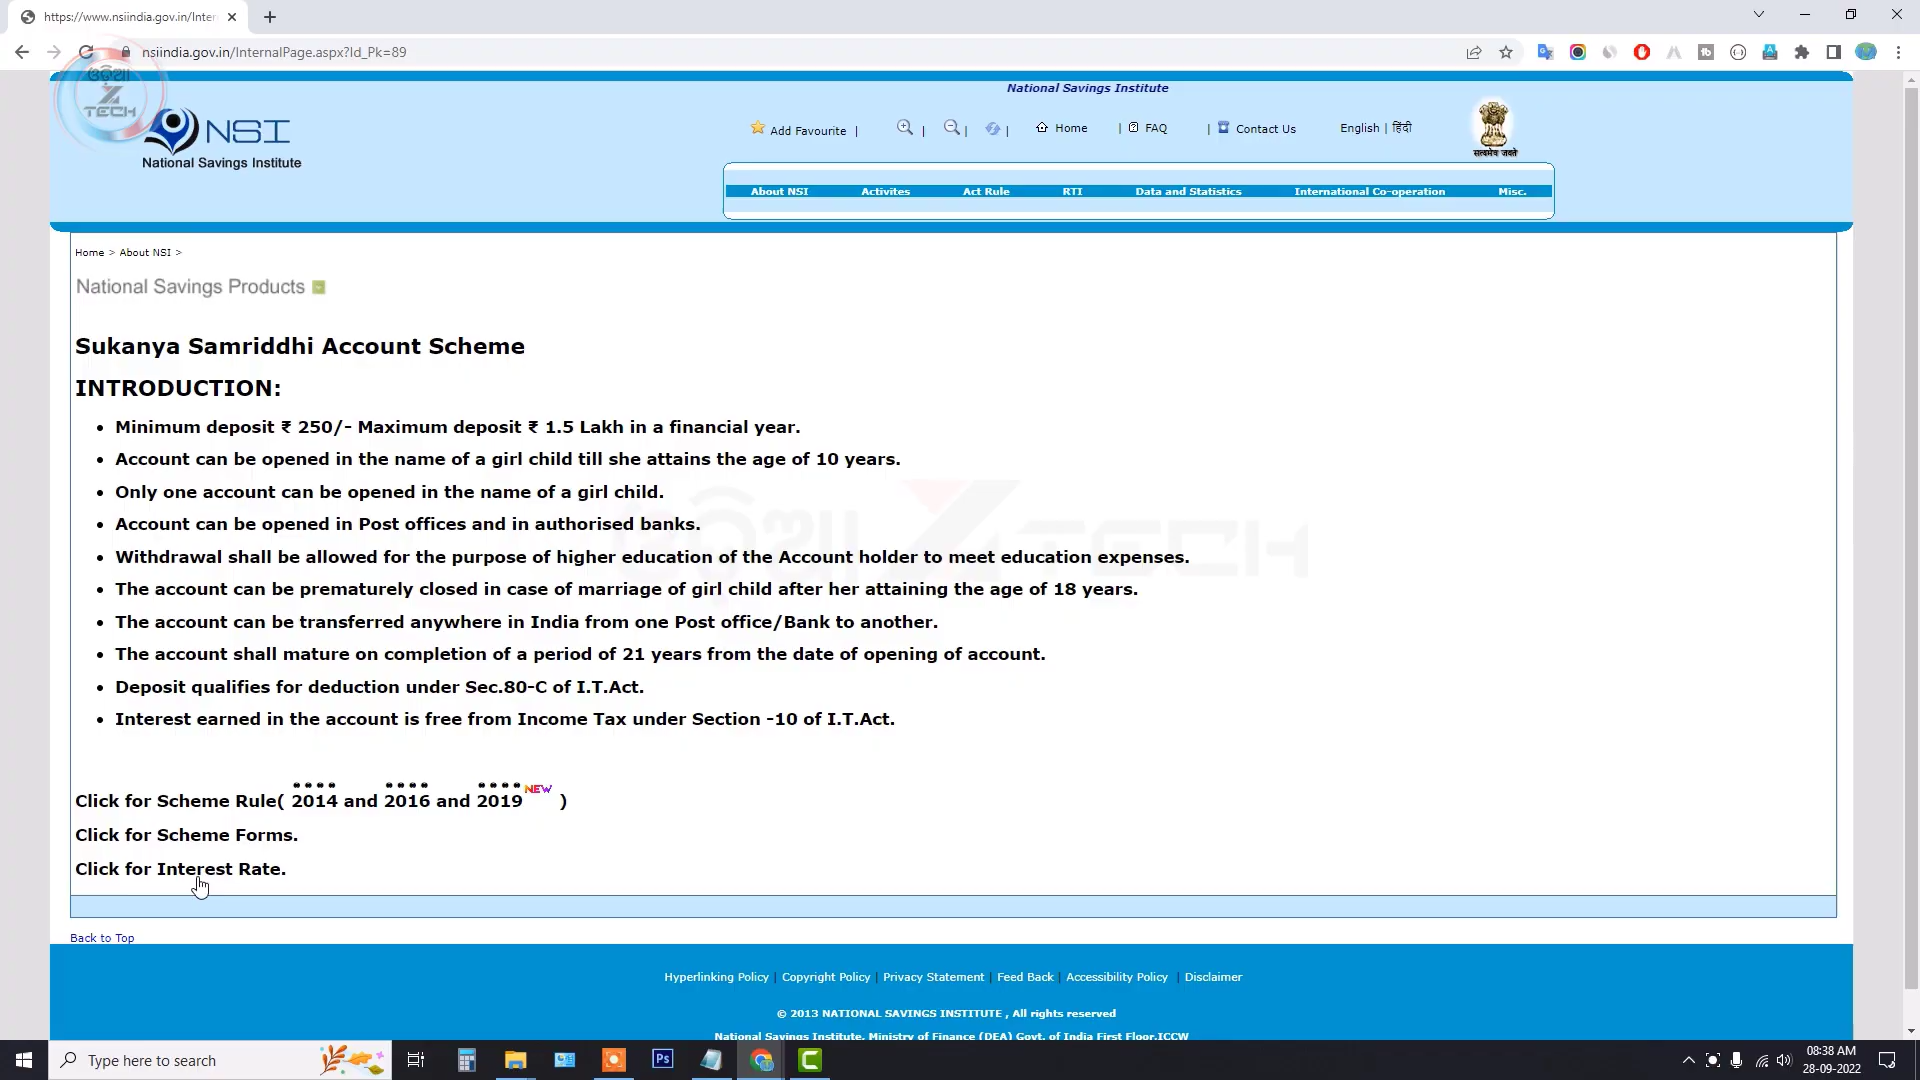 https://www.nsiindia.gov.in/Inter
nsiindia.gov.in/InternalPage.aspx?Id_Pk=89
ଓଡ଼ିଆ
Z
TECH
NSI
National Savings Institute
National Savings Institute
Add Favourite | | | | Home | FAQ | Contact Us English | हिंदी
सत्यमेव जयते
About NSI Activites Act Rule RTI Data and Statistics International Co-operation Misc.
Home > About NSI >
National Savings Products
Sukanya Samriddhi Account Scheme
INTRODUCTION:
• Minimum deposit ₹ 250/- Maximum deposit ₹ 1.5 Lakh in a financial year.
• Account can be opened in the name of a girl child till she attains the age of 10 years.
• Only one account can be opened in the name of a girl child.
• Account can be opened in Post offices and in authorised banks.
• Withdrawal shall be allowed for the purpose of higher education of the Account holder to meet education expenses.
• The account can be prematurely closed in case of marriage of girl child after her attaining the age of 18 years.
• The account can be transferred anywhere in India from one Post office/Bank to another.
• The account shall mature on completion of a period of 21 years from the date of opening of account.
• Deposit qualifies for deduction under Sec.80-C of I.T.Act.
• Interest earned in the account is free from Income Tax under Section -10 of I.T.Act.
ଓଡ଼ିଆ Z TECH
Click for Scheme Rule( 2014 and 2016 and 2019 NEW )
Click for Scheme Forms.
Click for Interest Rate.
Back to Top
Hyperlinking Policy | Copyright Policy | Privacy Statement | Feed Back | Accessibility Policy | Disclaimer
© 2013 NATIONAL SAVINGS INSTITUTE , All rights reserved
National Savings Institute, Ministry of Finance (DEA) Govt. of India First Floor,ICCW
Type here to search
Ps
08:38 AM
28-09-2022